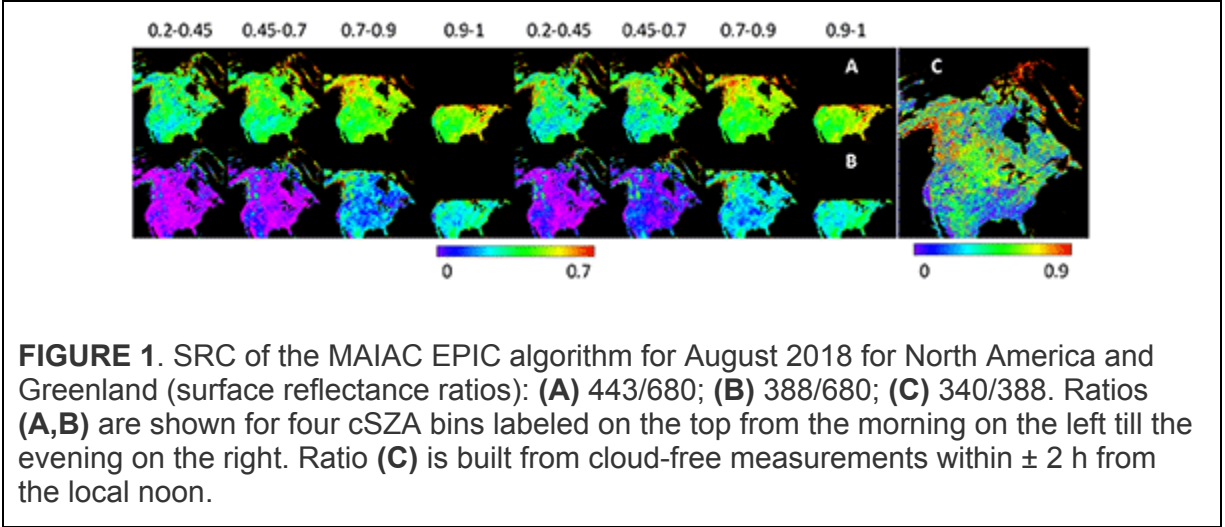 0.2-0.45 0.45-0.7 0.7-0.9 0.9-1 0.2-0.45 0.45-0.7 0.7-0.9 0.9-1
A C
B
0 0.7 0 0.9
FIGURE 1. SRC of the MAIAC EPIC algorithm for August 2018 for North America and
Greenland (surface reflectance ratios): (A) 443/680; (B) 388/680; (C) 340/388. Ratios
(A,B) are shown for four cSZA bins labeled on the top from the morning on the left till the
evening on the right. Ratio (C) is built from cloud-free measurements within ± 2 h from
the local noon.